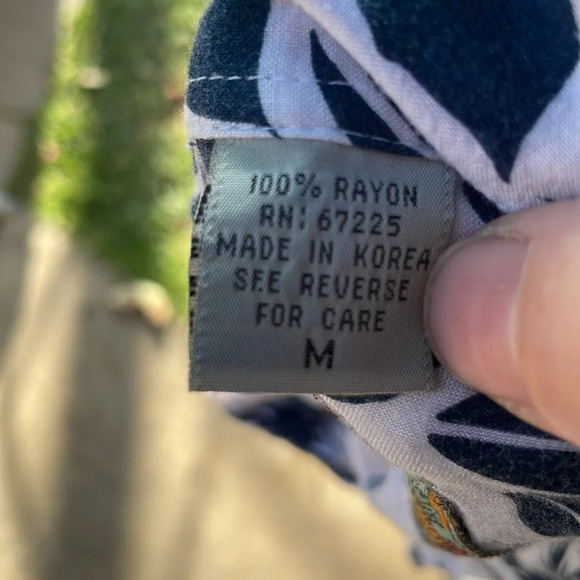 100% RAYON
RN: 67225
MADE IN KOREA
SEE REVERSE
FOR CARE
M